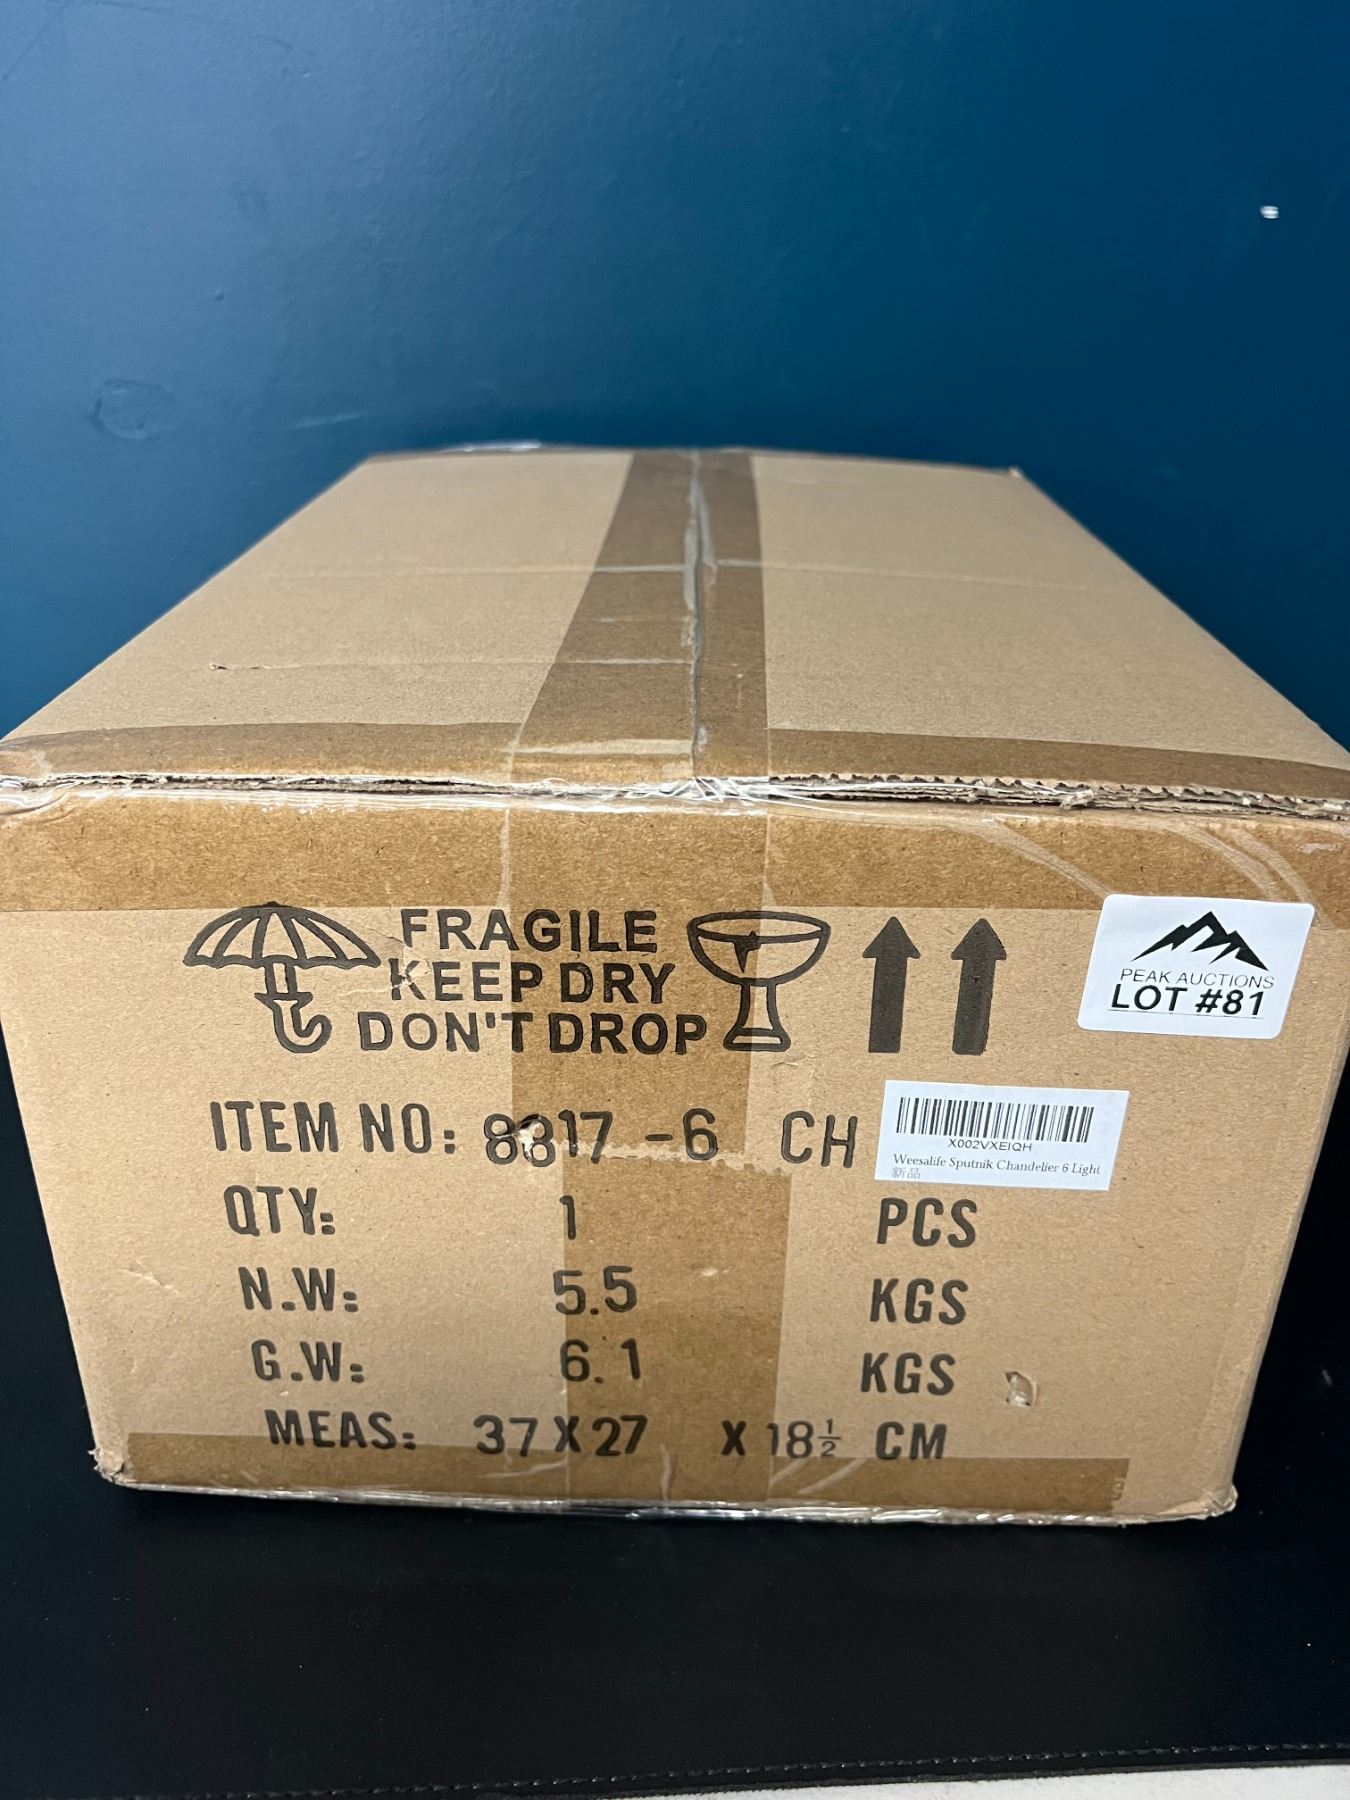 FRAGILE
KEEP DRY
DON'T DROP
PEAK AUCTIONS
LOT #81
ITEM NO: 8817 -6 CH
X002VXEIQH
Weesalife Sputnik Chandelier 6 Light
新品
QTY: 1 PCS
N.W: 5.5 KGS
G.W: 6.1 KGS
MEAS: 37 X 27 X 18½ CM